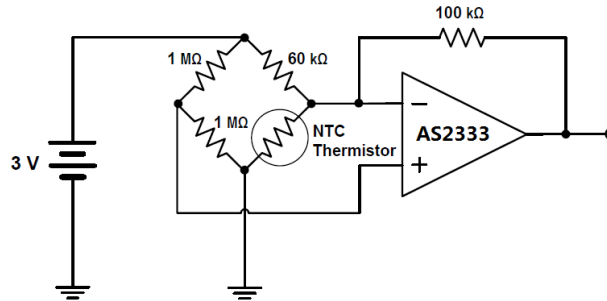 100 kΩ
1 MΩ
60 kΩ
1 MΩ
NTC
Thermistor
−
AS2333
+
3 V